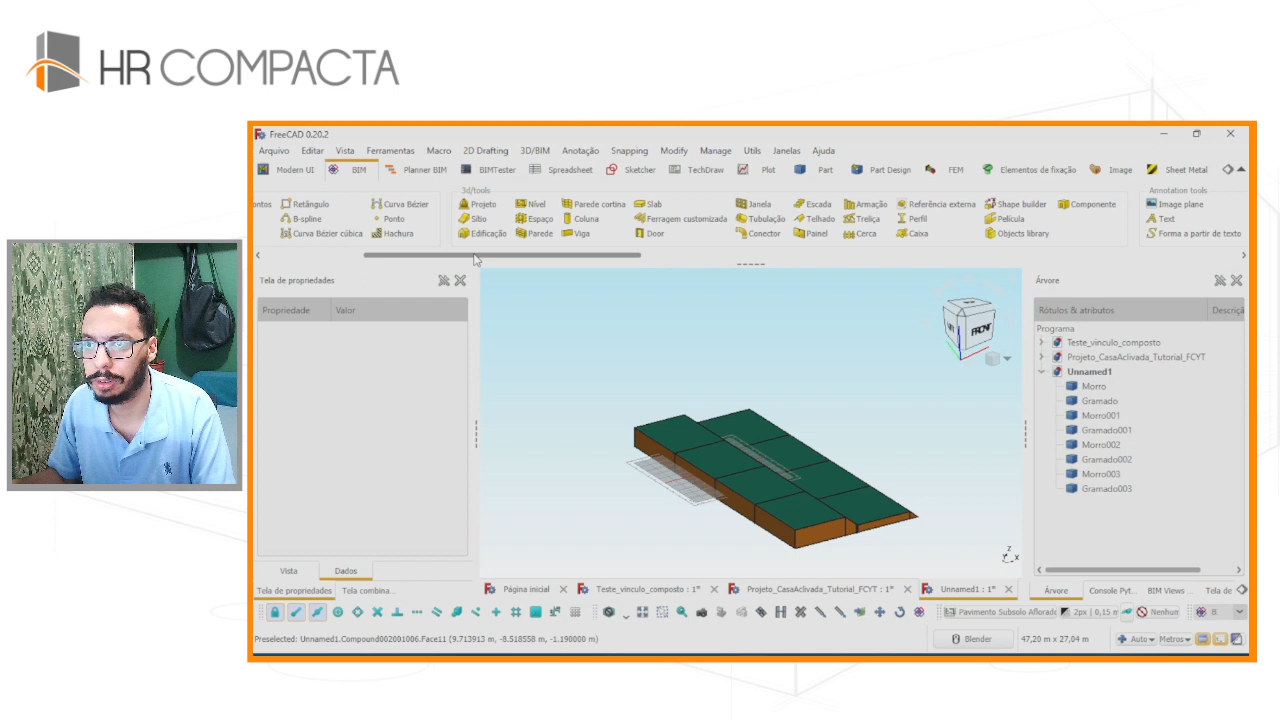 HR COMPACTA
FreeCAD 0.20.2
Arquivo Editar Vista Ferramentas Macro 2D Drafting 3D/BIM Anotação Snapping Modify Manage Utils Janelas Ajuda
Modern UI BIM Planner BIM BIMTester Spreadsheet Sketcher TechDraw Plot Part Part Design FEM Elementos de fixação Image Sheet Metal
3d/tools Annotation tools
ontos Retângulo Curva Bézier Projeto Nível Parede cortina Slab Janela Escada Armação Referência externa Shape builder Componente Image plane
B-spline Ponto Sítio Espaço Coluna Ferragem customizada Tubulação Telhado Treliça Perfil Película Text
Curva Bézier cúbica Hachura Edificação Parede Viga Door Conector Painel Cerca Caixa Objects library Forma a partir de texto
Tela de propriedades Árvore
Propriedade Valor Rótulos & atributos Descriçã
Programa
Teste_vinculo_composto
Projeto_CasaAclivada_Tutorial_FCYT
Unnamed1
Morro
Gramado
Morro001
Gramado001
Morro002
Gramado002
Morro003
Gramado003
FRONT
Z
Y X
Vista Dados
Tela de propriedades Tela combina... Página inicial Teste_vinculo_composto : 1* Projeto_CasaAclivada_Tutorial_FCYT : 1* Unnamed1 : 1* Árvore Console Pyt... BIM Views ... Tela de
Pavimento Subsolo Aflorado 2px | 0,15 m Nenhum B.
Preselected: Unnamed1.Compound002001006.Face11 (9.713913 m, -8.518558 m, -1.190000 m) Blender 47,20 m x 27,04 m Auto Metros